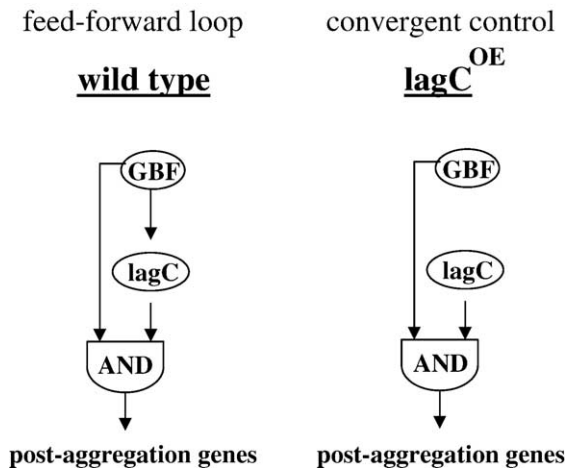 feed-forward loop
wild type
GBF
lagC
AND
post-aggregation genes
convergent control
lagC^OE
GBF
lagC
AND
post-aggregation genes